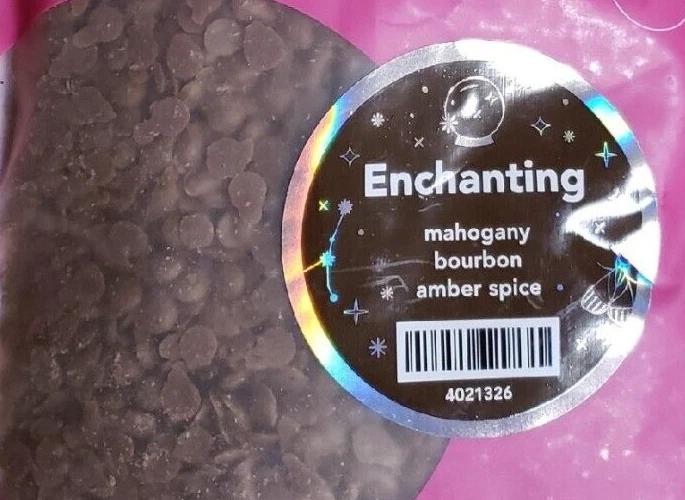 Enchanting
mahogany
bourbon
amber spice
4021326